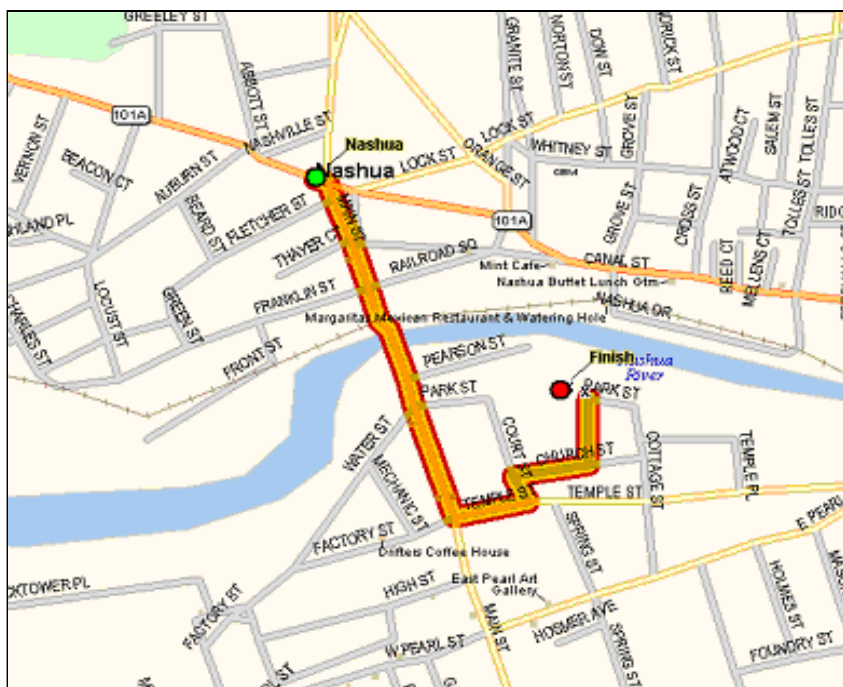 GREELEY ST
ABBOTT ST
GRANITE ST
NORTON ST
DOW ST
101A
NASHVILLE ST
VERNON ST
BEACON CT
AUBURN ST
Nashua
Nashua
LOCK ST
LOCK ST
ORANGE ST
WHITNEY ST
GROVE ST
ATWOOD CT
SALEM ST
TOLLES ST
BEARD ST
FLETCHER ST
MAIN ST
101A
GROVE ST
CROSS ST
TOLLES ST
THAYER CT
RAILROAD SQ
Mint Cafe
CANAL ST
REED CT
MELLENS CT
Nashua Buffet Lunch
CHARLES ST
LOCUST ST
GREEN ST
FRANKLIN ST
NASHUA DR
Margaritas Mexican Restaurant & Watering Hole
FRONT ST
PEARSON ST
Finish
River
PARK ST
PARK ST
WATER ST
COURT ST
CHURCH ST
COTTAGE ST
TEMPLE PL
MECHANIC ST
TEMPLE
TEMPLE ST
E PEARL
FACTORY ST
Drifters Coffee House
SPRING ST
HIGH ST
East Pearl Art
Gallery
FACTORY ST
MAIN ST
HOSMER AVE
HOLMES ST
W PEARL ST
SPRING ST
FOUNDRY ST